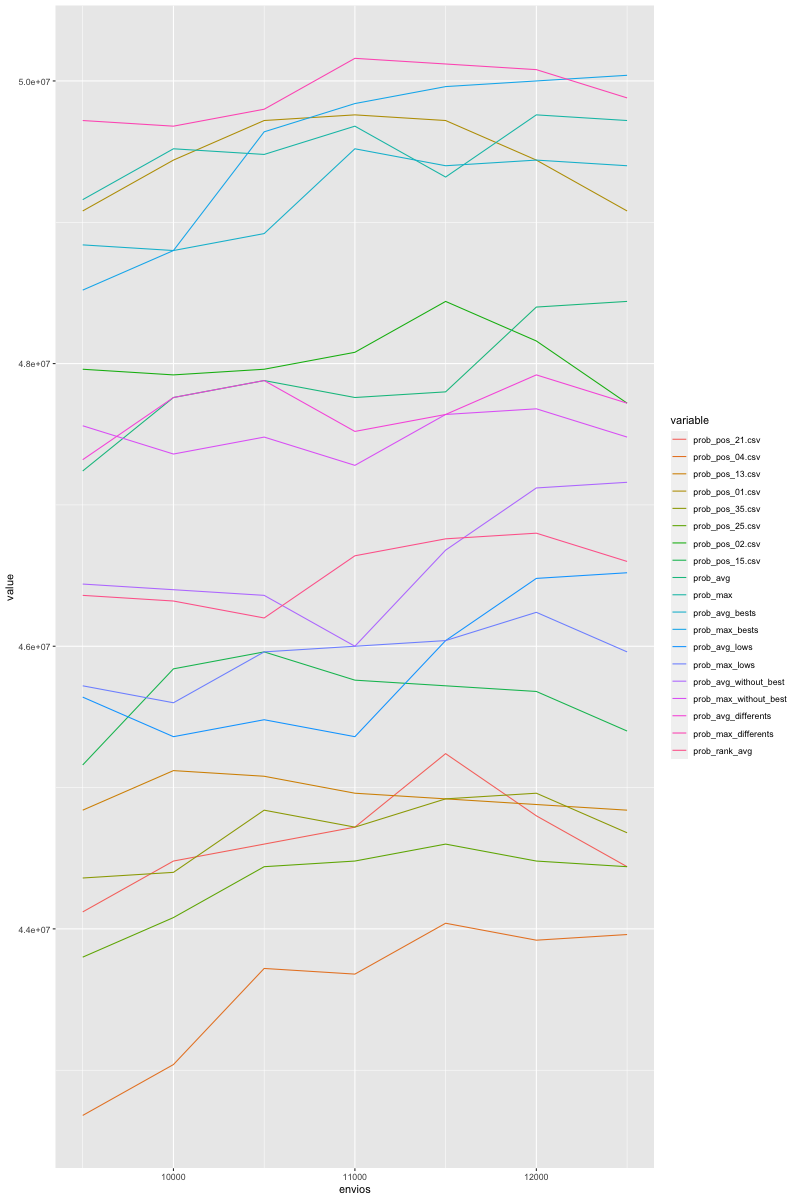 5.0e+07
4.8e+07
4.6e+07
4.4e+07
value
10000
11000
12000
envios
variable
prob_pos_21.csv
prob_pos_04.csv
prob_pos_13.csv
prob_pos_01.csv
prob_pos_35.csv
prob_pos_25.csv
prob_pos_02.csv
prob_pos_15.csv
prob_avg
prob_max
prob_avg_bests
prob_max_bests
prob_avg_lows
prob_max_lows
prob_avg_without_best
prob_max_without_best
prob_avg_differents
prob_max_differents
prob_rank_avg